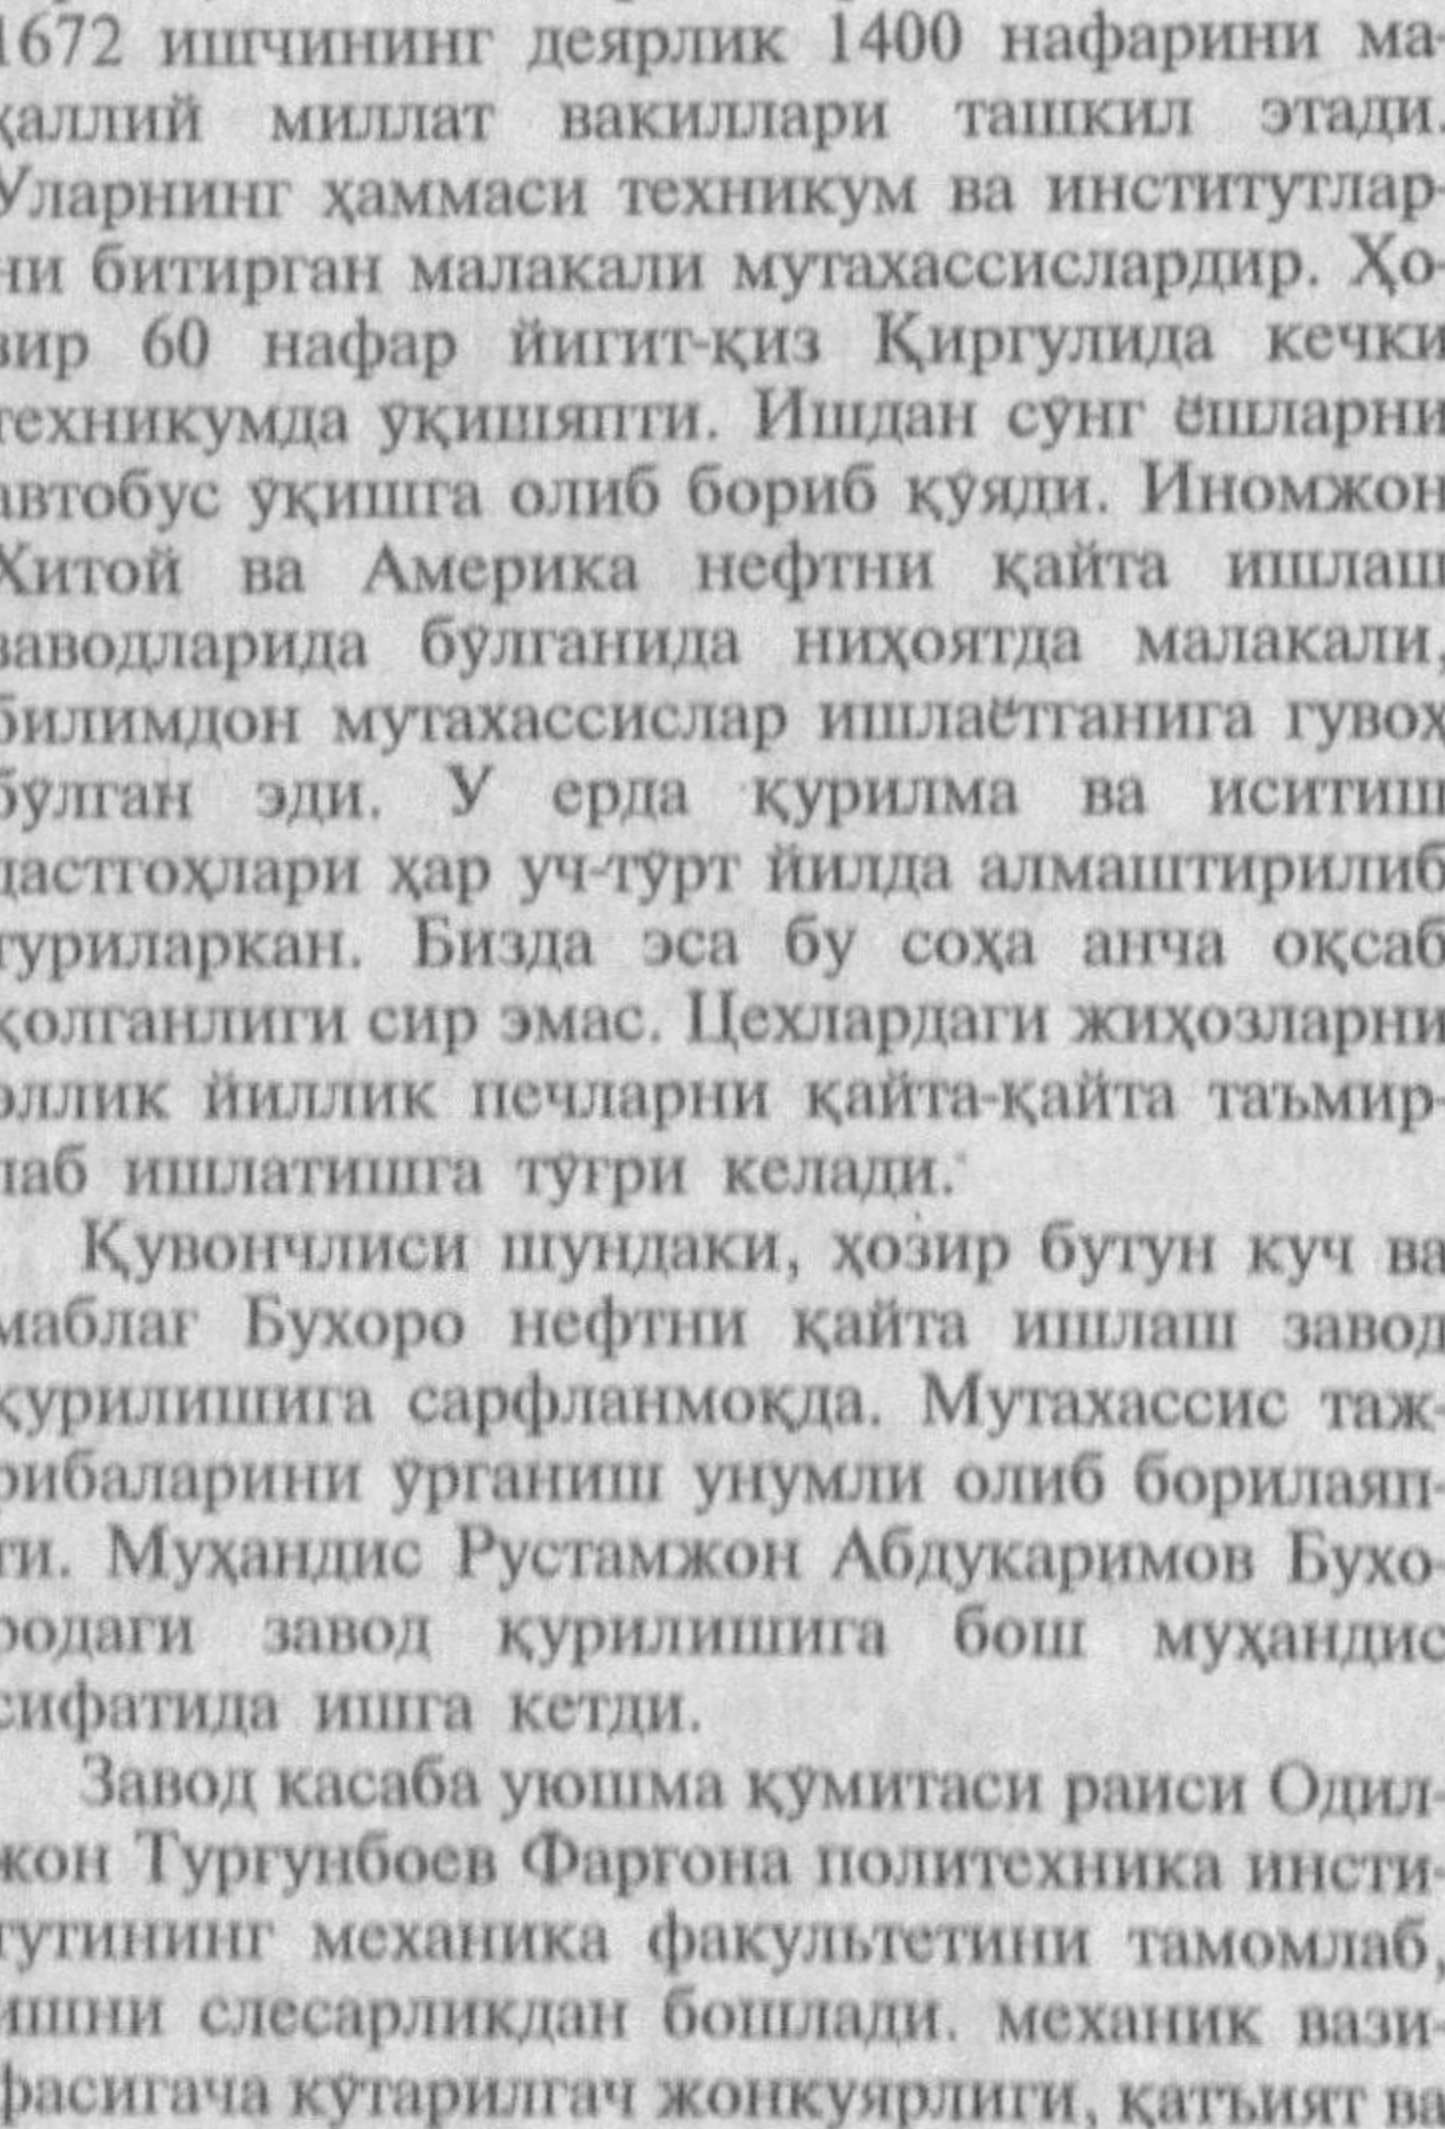 1672 ишчининг деярлик 1400 нафарини ма-
ҳаллий миллат вакиллари ташкил этади.
Уларнинг ҳаммаси техникум ва институтлар-
ни битирган малакали мутахассислардир. Ҳо-
зир 60 нафар йигит-қиз Қиргулида кечки
техникумда ўқишяпти. Ишдан сўнг ёшларни
автобус ўқишга олиб бориб қўяди. Иномжон
Хитой ва Америка нефтни қайта ишлаш
заводларида бўлганида ниҳоятда малакали,
билимдон мутахассислар ишлаётганига гувоҳ
бўлган эди. У ерда қурилма ва иситиш
дастгоҳлари ҳар уч-тўрт йилда алмаштирилиб
туриларкан. Бизда эса бу соҳа анча оқсаб
қолганлиги сир эмас. Цехлардаги жиҳозларни
эллик йиллик печларни қайта-қайта таъмир-
лаб ишлатишга тўғри келади.
Қувончлиси шундаки, ҳозир бутун куч ва
маблағ Бухоро нефтни қайта ишлаш завод
қурилишига сарфланмоқда. Мутахассис таж-
рибаларини ўрганиш унумли олиб борилаяп-
ти. Муҳандис Рустамжон Абдукаримов Бухо-
родаги завод қурилишига бош муҳандис
сифатида ишга кетди.
Завод касаба уюшма қўмитаси раиси Одил-
жон Турғунбоев Фарғона политехника инсти-
тутининг механика факультетини тамомлаб,
ишни слесарликдан бошлади. механик вази-
фасигача кўтарилгач жонкуярлиги, қатъият ва